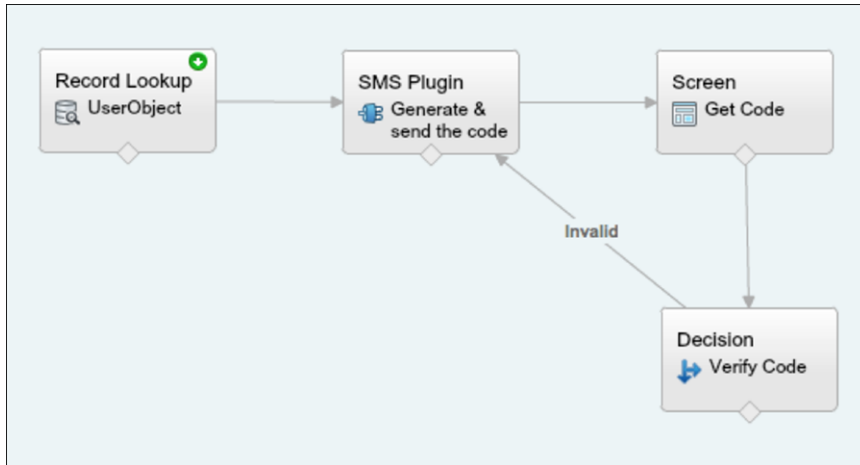 Record Lookup
UserObject
SMS Plugin
Generate &
send the code
Screen
Get Code
Invalid
Decision
Verify Code